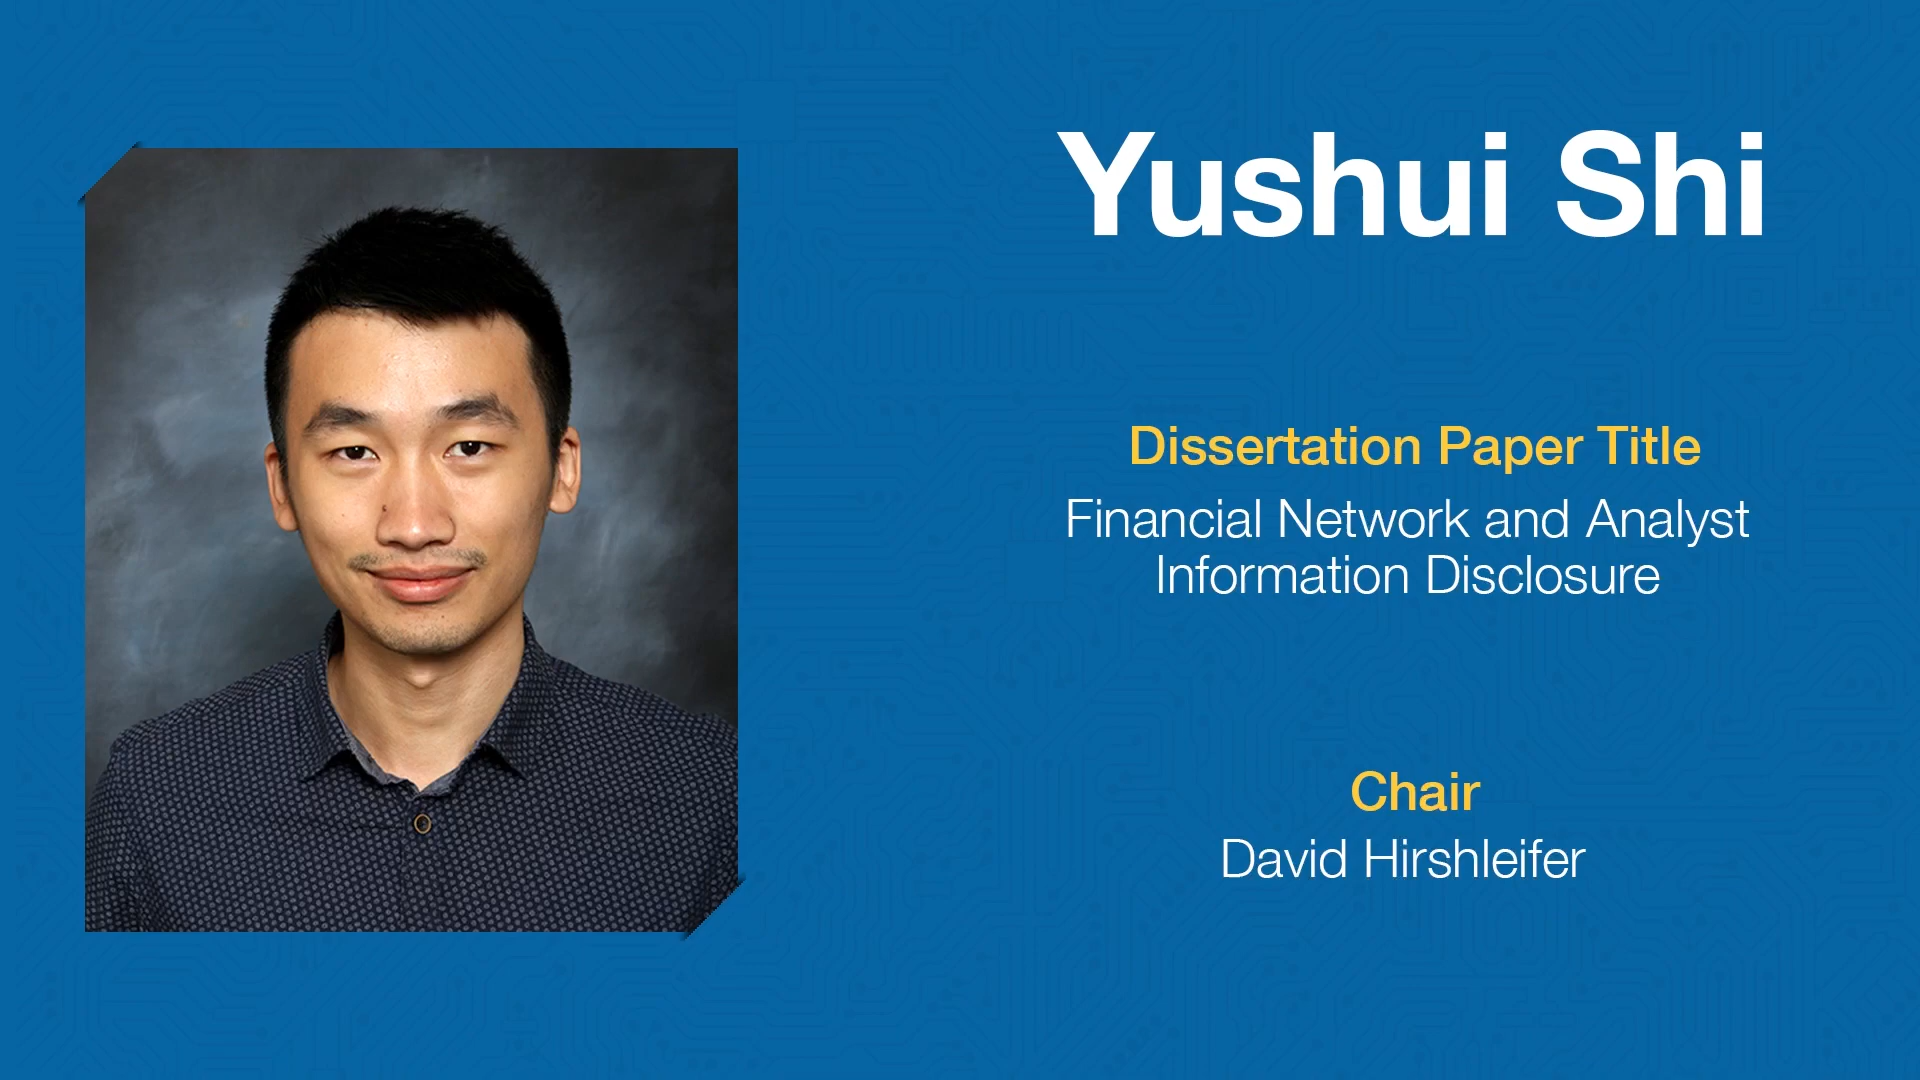 Yushui Shi
Dissertation Paper Title
Financial Network and Analyst
Information Disclosure
Chair
David Hirshleifer